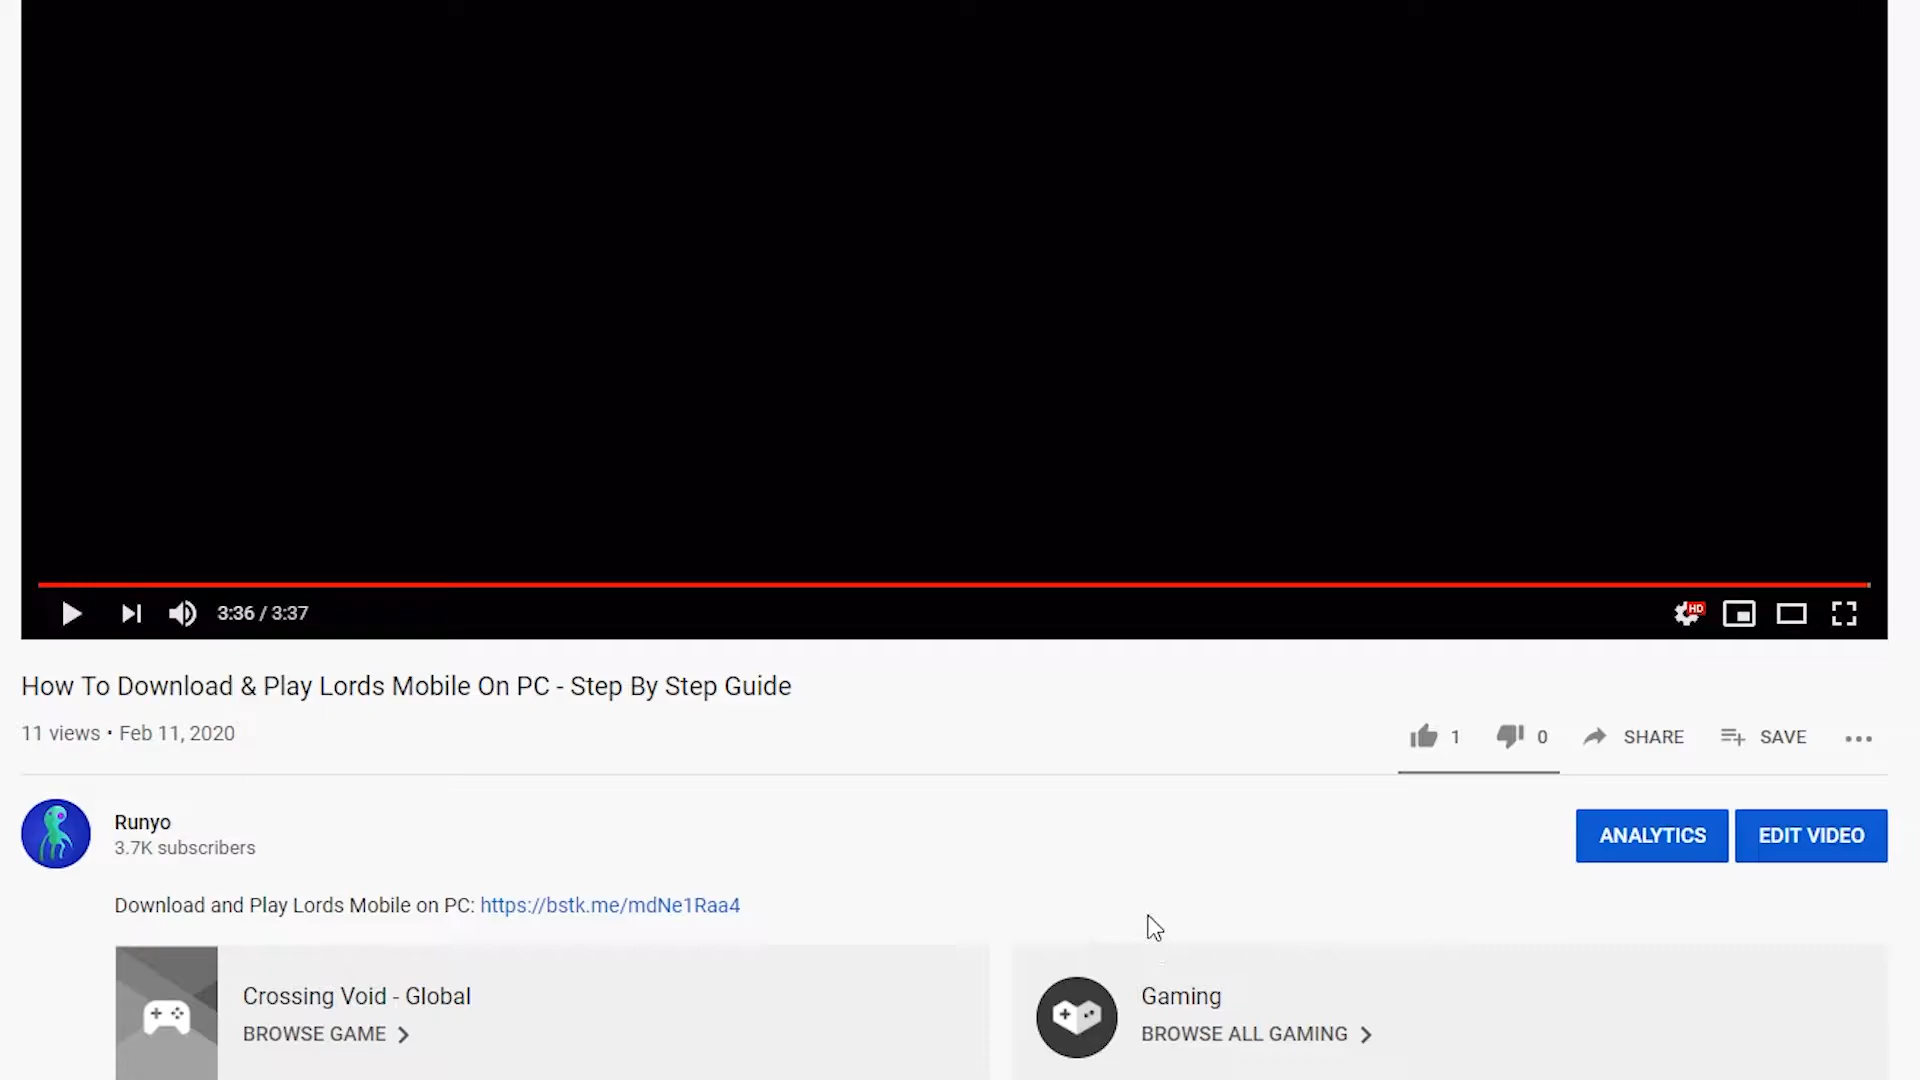 3:36 / 3:37
HD
How To Download & Play Lords Mobile On PC - Step By Step Guide
11 views • Feb 11, 2020
1
0
SHARE
SAVE
Runyo
3.7K subscribers
ANALYTICS
EDIT VIDEO
Download and Play Lords Mobile on PC: https://bstk.me/mdNe1Raa4
Crossing Void - Global
BROWSE GAME
Gaming
BROWSE ALL GAMING